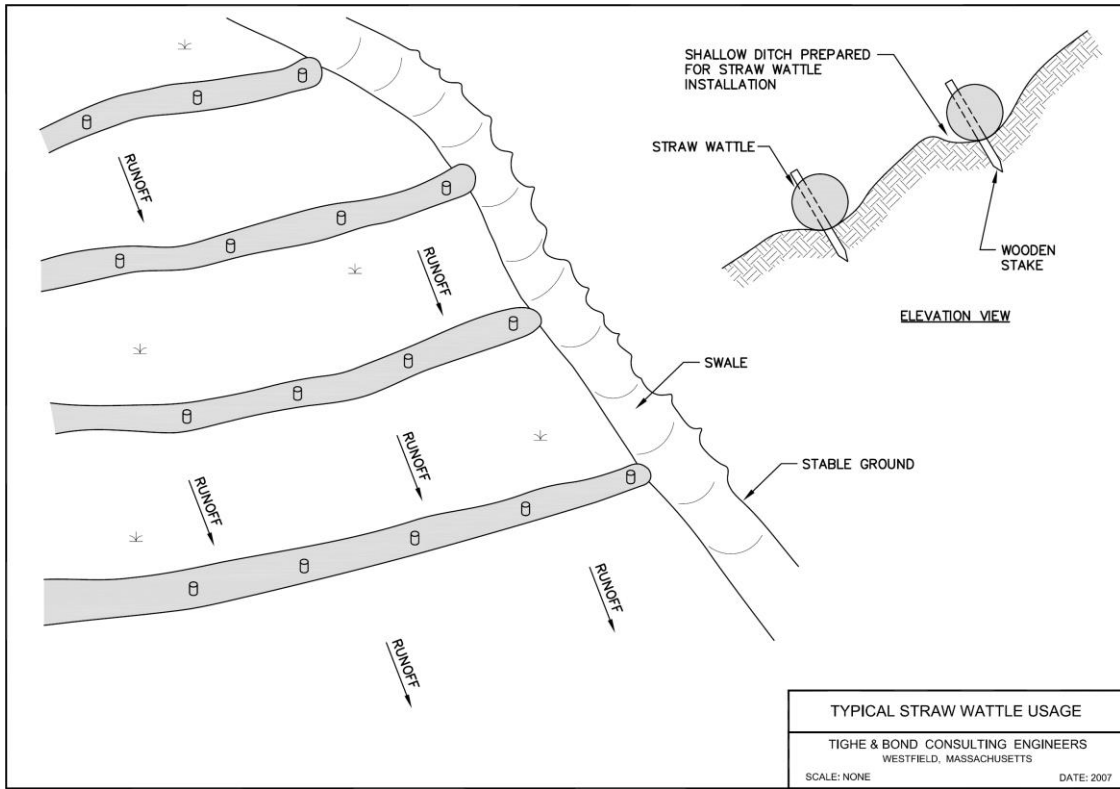 SHALLOW DITCH PREPARED
FOR STRAW WATTLE
INSTALLATION
STRAW WATTLE
WOODEN
STAKE
ELEVATION VIEW
RUNOFF
RUNOFF
SWALE
RUNOFF
STABLE GROUND
RUNOFF
RUNOFF
RUNOFF
TYPICAL STRAW WATTLE USAGE
TIGHE & BOND CONSULTING ENGINEERS
WESTFIELD, MASSACHUSETTS
SCALE: NONE
DATE: 2007